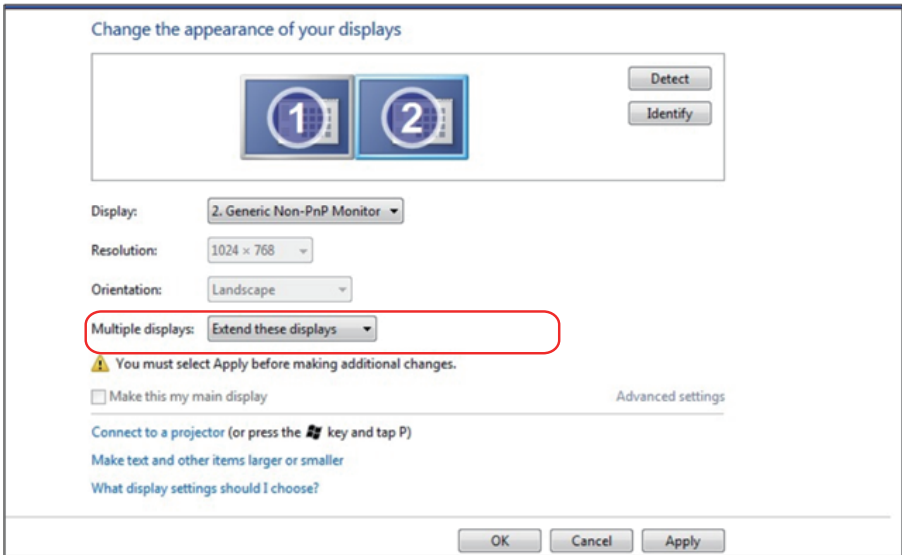 Change the appearance of your displays
1 2 Detect
Identify
Display: 2. Generic Non-PnP Monitor
Resolution: 1024 × 768
Orientation: Landscape
Multiple displays: Extend these displays
You must select Apply before making additional changes.
Make this my main display Advanced settings
Connect to a projector (or press the key and tap P)
Make text and other items larger or smaller
What display settings should I choose?
OK Cancel Apply